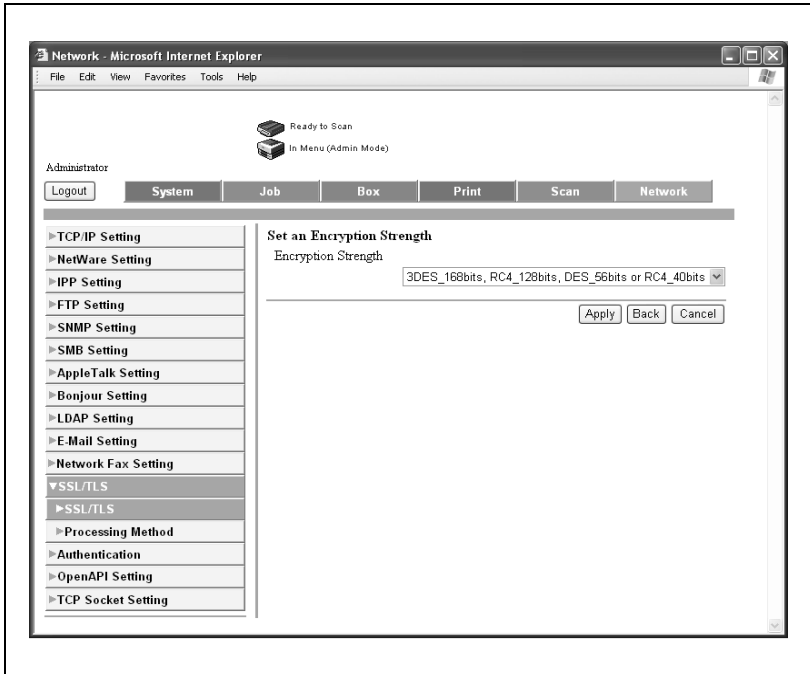 Network - Microsoft Internet Explorer
File Edit View Favorites Tools Help
Ready to Scan
In Menu (Admin Mode)
Administrator
Logout System Job Box Print Scan Network
TCP/IP Setting
NetWare Setting
IPP Setting
FTP Setting
SNMP Setting
SMB Setting
AppleTalk Setting
Bonjour Setting
LDAP Setting
E-Mail Setting
Network Fax Setting
SSL/TLS
SSL/TLS
Processing Method
Authentication
OpenAPI Setting
TCP Socket Setting
Set an Encryption Strength
Encryption Strength
3DES_168bits, RC4_128bits, DES_56bits or RC4_40bits
Apply Back Cancel